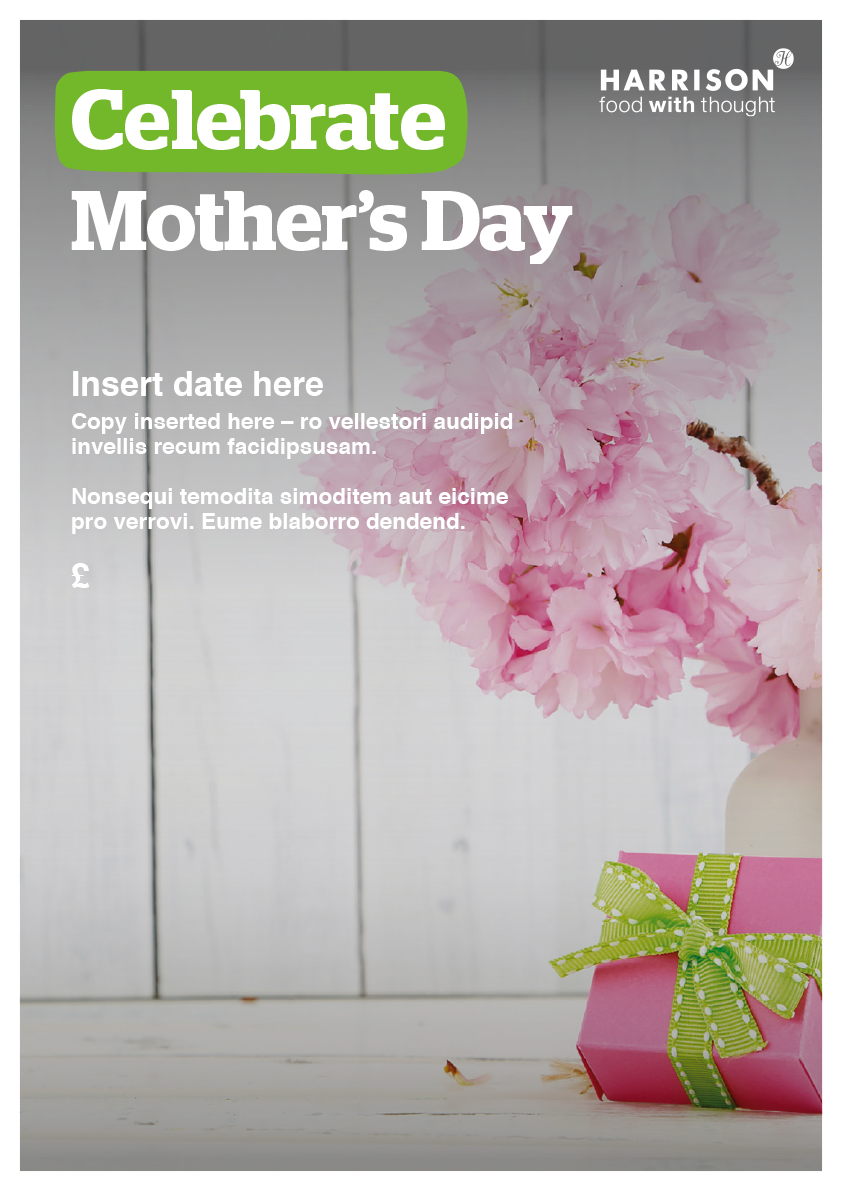 Celebrate
Mother's Day
H
HARRISON
food with thought
Insert date here
Copy inserted here – ro vellestori audipid
invellis recum facidipsusam.
Nonsequi temodita simoditem aut eicime
pro verrovi. Eume blaborro dendend.
£